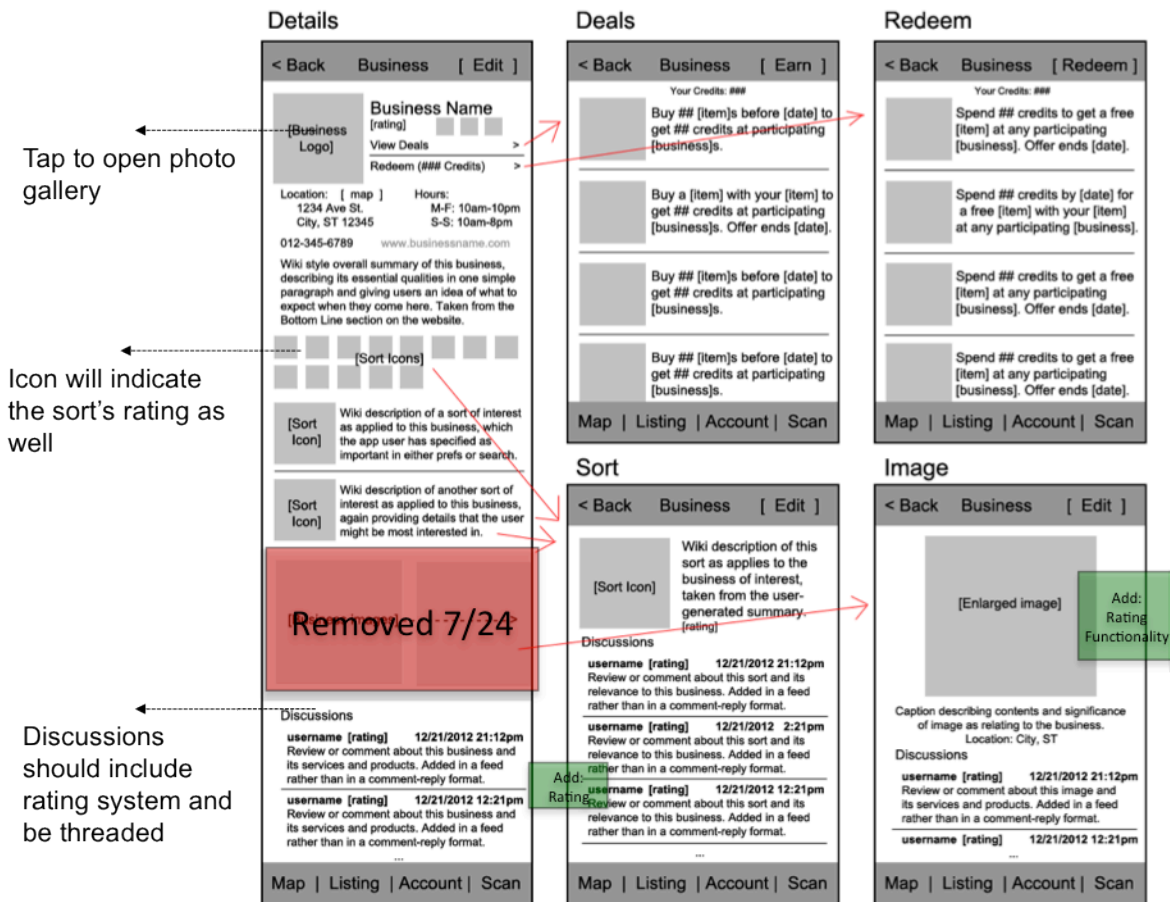 Details
< Back Business [ Edit ]
[Business
Logo]
Business Name
[rating]
View Deals >
Redeem (### Credits) >
Location: [ map ] Hours:
1234 Ave St. M-F: 10am-10pm
City, ST 12345 S-S: 10am-8pm
012-345-6789 www.businessname.com
Wiki style overall summary of this business,
describing its essential qualities in one simple
paragraph and giving users an idea of what to
expect when they come here. Taken from the
Bottom Line section on the website.
[Sort Icons]
[Sort
Icon]
Wiki description of a sort of interest
as applied to this business, which
the app user has specified as
important in either prefs or search.
[Sort
Icon]
Wiki description of another sort of
interest as applied to this business,
again providing details that the user
might be most interested in.
Removed 7/24
Discussions
username [rating] 12/21/2012 21:12pm
Review or comment about this business and
its services and products. Added in a feed
rather than in a comment-reply format.
username [rating] 12/21/2012 12:21pm
Review or comment about this business and
its services and products. Added in a feed
rather than in a comment-reply format.
...
Map | Listing | Account | Scan
Tap to open photo
gallery
Icon will indicate
the sort's rating as
well
Discussions
should include
rating system and
be threaded
Deals
< Back Business [ Earn ]
Your Credits: ###
Buy ## [item]s before [date] to
get ## credits at participating
[business]s.
Buy a [item] with your [item] to
get ## credits at participating
[business]s. Offer ends [date].
Buy ## [item]s before [date] to
get ## credits at participating
[business]s.
Buy ## [item]s before [date] to
get ## credits at participating
[business]s.
Map | Listing | Account | Scan
Redeem
< Back Business [ Redeem ]
Your Credits: ###
Spend ## credits to get a free
[item] at any participating
[business]. Offer ends [date].
Spend ## credits by [date] for
a free [item] with your [item]
at any participating [business].
Spend ## credits to get a free
[item] at any participating
[business]. Offer ends [date].
Spend ## credits to get a free
[item] at any participating
[business]. Offer ends [date].
Map | Listing | Account | Scan
Sort
< Back Business [ Edit ]
[Sort Icon]
Wiki description of this
sort as applies to the
business of interest,
taken from the user-
generated summary.
[rating]
Discussions
username [rating] 12/21/2012 21:12pm
Review or comment about this sort and its
relevance to this business. Added in a feed
rather than in a comment-reply format.
username [rating] 12/21/2012 2:21pm
Review or comment about this sort and its
relevance to this business. Added in a feed
rather than in a comment-reply format.
username [rating] 12/21/2012 12:21pm
Review or comment about this sort and its
relevance to this business. Added in a feed
rather than in a comment-reply format.
...
Add:
Rating
Map | Listing | Account | Scan
Image
< Back Business [ Edit ]
[Enlarged image]
Add:
Rating
Functionality
Caption describing contents and significance
of image as relating to the business.
Location: City, ST
Discussions
username [rating] 12/21/2012 21:12pm
Review or comment about this image and
its services and products. Added in a feed
rather than in a comment-reply format.
username [rating] 12/21/2012 12:21pm
...
Map | Listing | Account | Scan